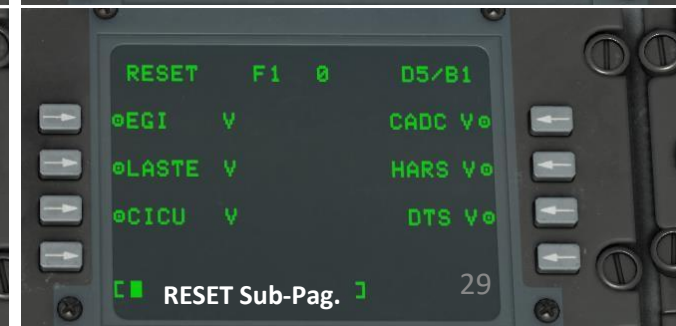 RESET F1 0 D5/B1
⊙EGI V CADC V⊙
⊙LASTE V HARS V⊙
⊙CICU V DTS V⊙
[█ RESET Sub-Pag. ] 29